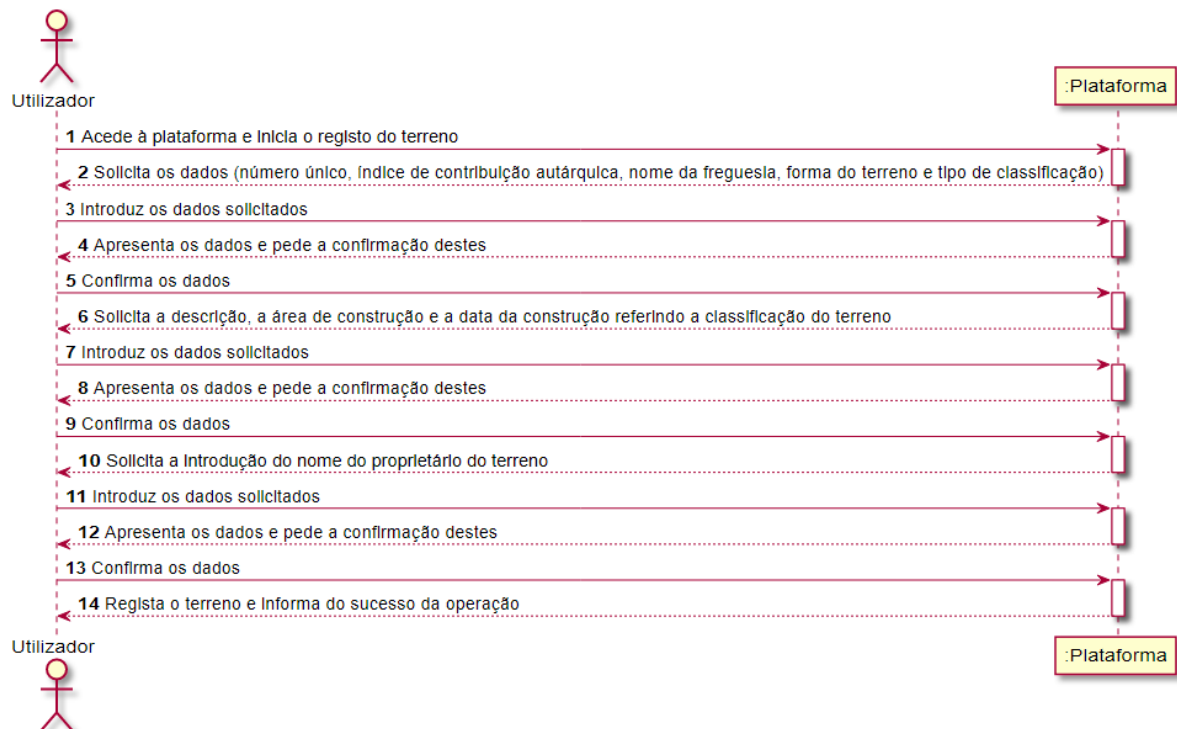 Utilizador
:Plataforma
1 Acede à plataforma e inicia o registo do terreno
2 Solicita os dados (número único, índice de contribuição autárquica, nome da freguesia, forma do terreno e tipo de classificação)
3 Introduz os dados solicitados
4 Apresenta os dados e pede a confirmação destes
5 Confirma os dados
6 Solicita a descrição, a área de construção e a data da construção referindo a classificação do terreno
7 Introduz os dados solicitados
8 Apresenta os dados e pede a confirmação destes
9 Confirma os dados
10 Solicita a introdução do nome do proprietário do terreno
11 Introduz os dados solicitados
12 Apresenta os dados e pede a confirmação destes
13 Confirma os dados
14 Regista o terreno e informa do sucesso da operação
Utilizador
:Plataforma